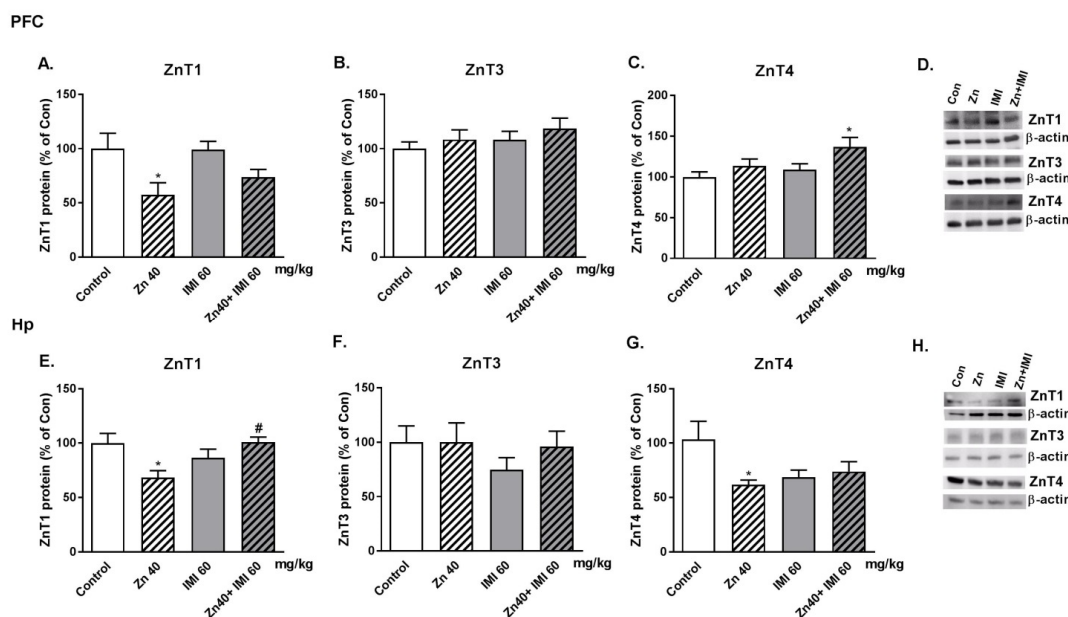 PFC
A.
ZnT1
ZnT1 protein (% of Con)
150
100
50
0
Control
Zn 40
IMI 60
Zn40+ IMI 60
mg/kg
*
B.
ZnT3
ZnT3 protein (% of Con)
150
100
50
0
Control
Zn 40
IMI 60
Zn40+ IMI 60
mg/kg
C.
ZnT4
ZnT4 protein (% of Con)
200
150
100
50
0
Control
Zn 40
IMI 60
Zn40+ IMI 60
mg/kg
*
D.
Con
Zn
IMI
Zn+IMI
ZnT1
β-actin
ZnT3
β-actin
ZnT4
β-actin
Hp
E.
ZnT1
ZnT1 protein (% of Con)
150
100
50
0
Control
Zn 40
IMI 60
Zn40+ IMI 60
mg/kg
*
#
F.
ZnT3
ZnT3 protein (% of Con)
150
100
50
0
Control
Zn 40
IMI 60
Zn40+ IMI 60
mg/kg
G.
ZnT4
ZnT4 protein (% of Con)
150
100
50
0
Control
Zn 40
IMI 60
Zn40+ IMI 60
mg/kg
*
H.
Con
Zn
IMI
Zn+IMI
ZnT1
β-actin
ZnT3
β-actin
ZnT4
β-actin